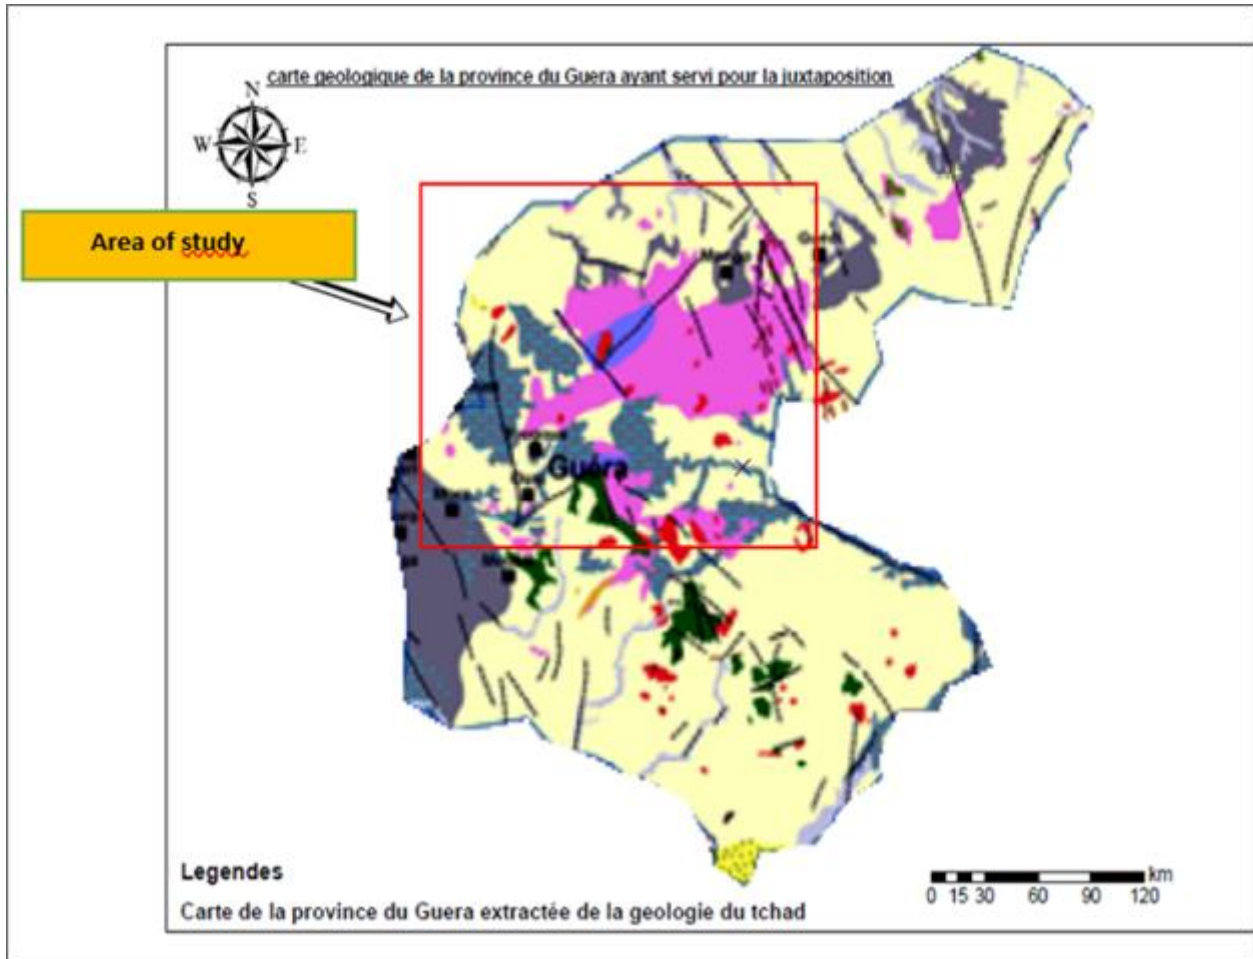 carte geologique de la province du Guera ayant servi pour la juxtaposition
N
W E
S
Area of study
Guéra
Legendes
km
0 15 30 60 90 120
Carte de la province du Guera extractée de la geologie du tchad